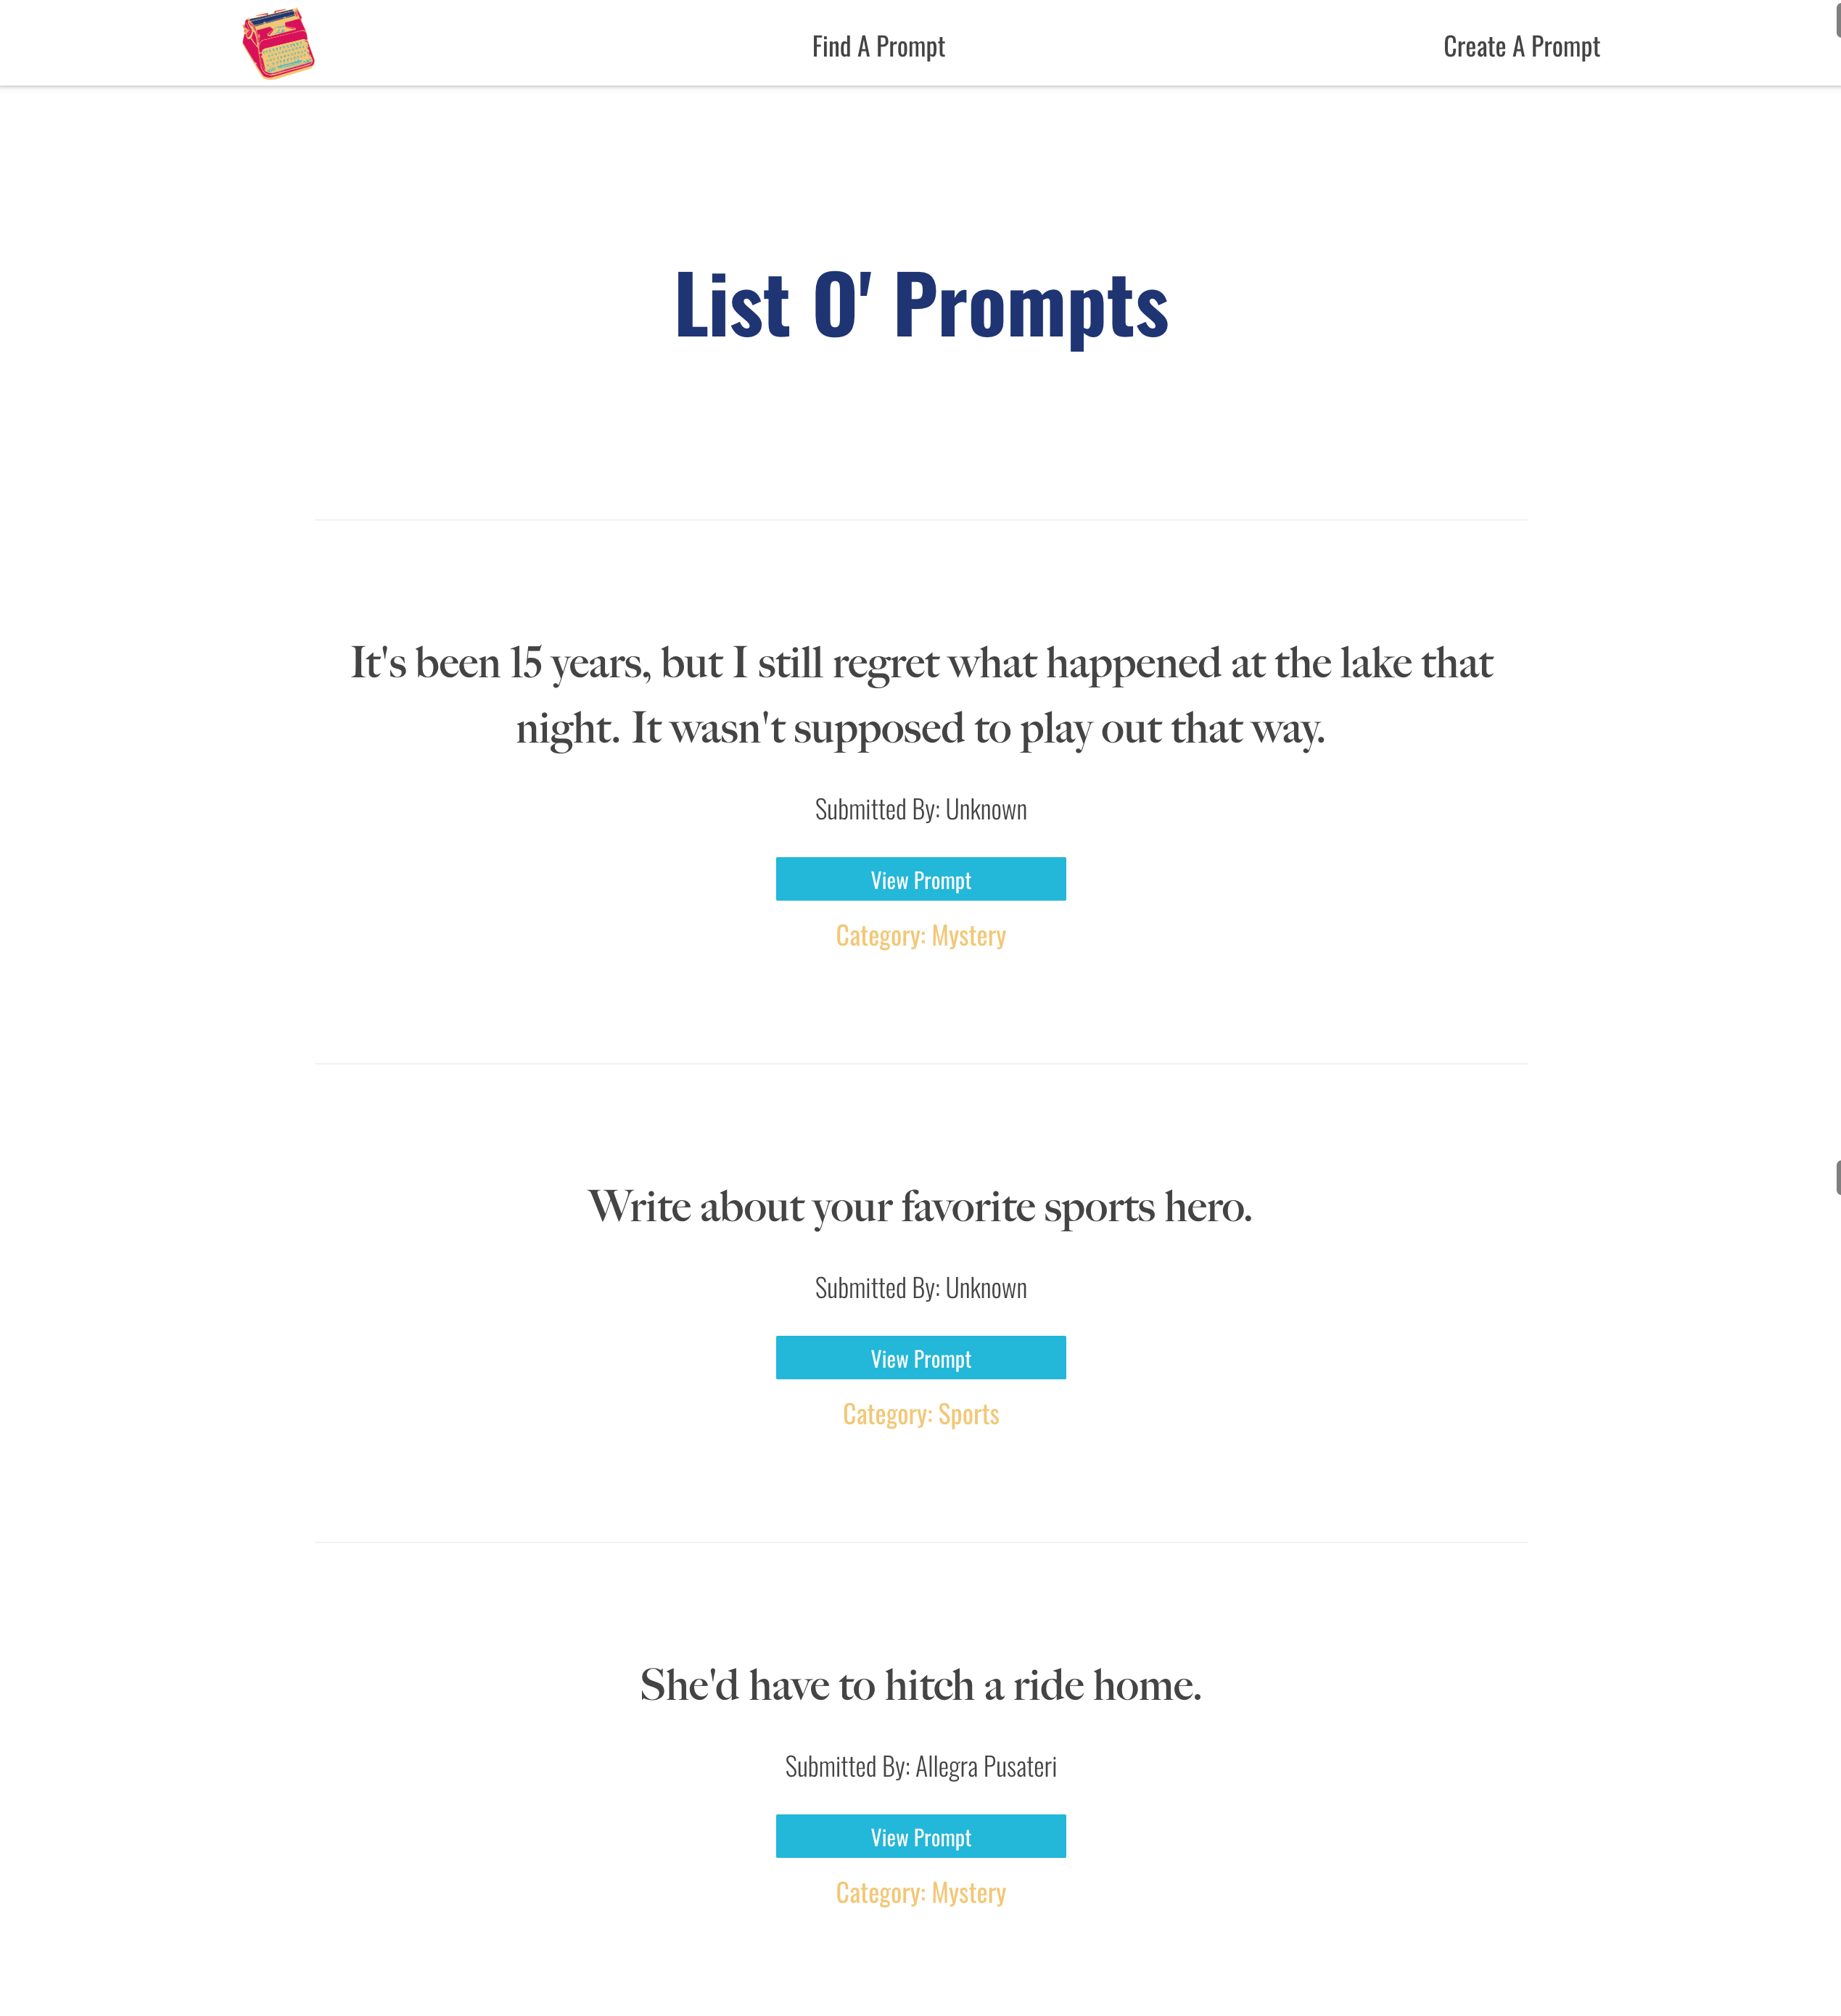 Find A Prompt
Create A Prompt
List O' Prompts
It's been 15 years, but I still regret what happened at the lake that
night. It wasn't supposed to play out that way.
Submitted By: Unknown
View Prompt
Category: Mystery
Write about your favorite sports hero.
Submitted By: Unknown
View Prompt
Category: Sports
She'd have to hitch a ride home.
Submitted By: Allegra Pusateri
View Prompt
Category: Mystery